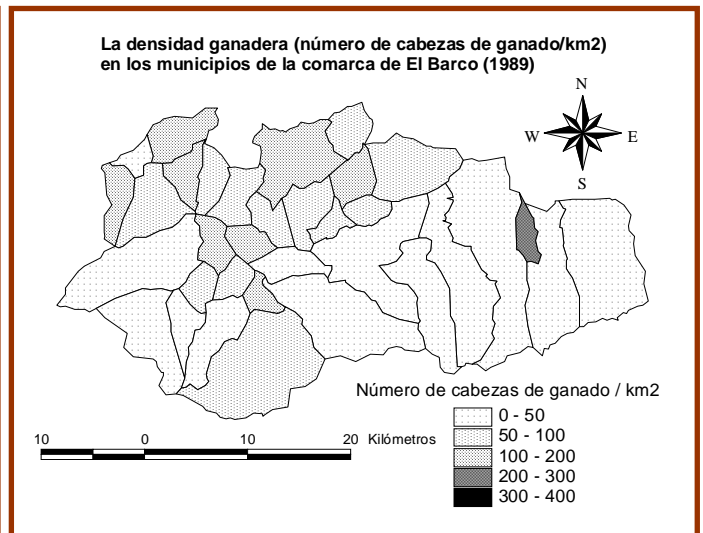 La densidad ganadera (número de cabezas de ganado/km2)
en los municipios de la comarca de El Barco (1989)
N
W E
S
Número de cabezas de ganado / km2
0 - 50
50 - 100
100 - 200
200 - 300
300 - 400
10 0 10 20 Kilómetros